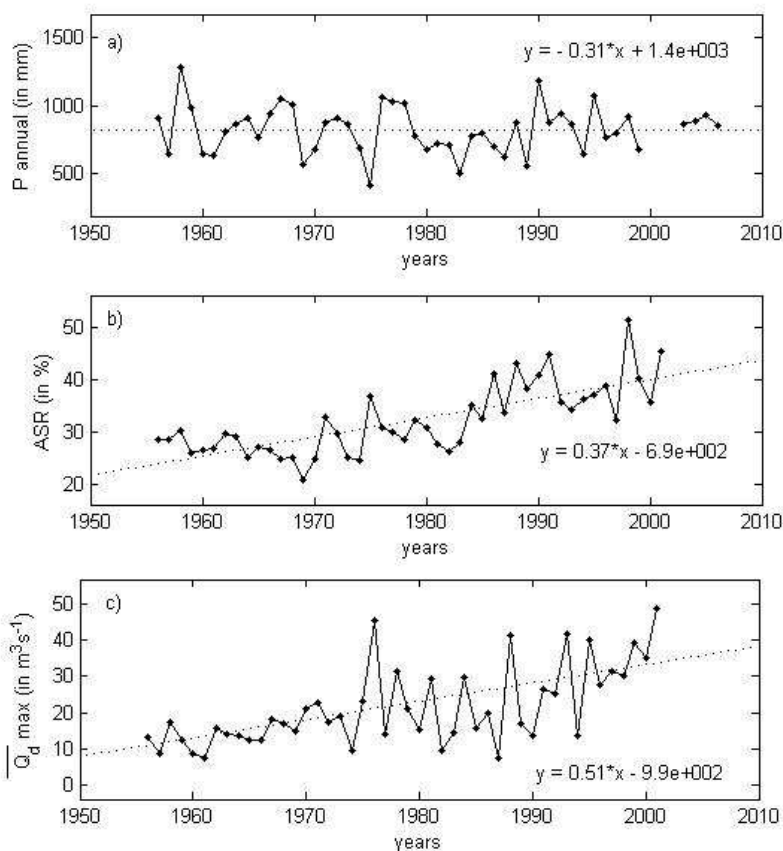 a)
y = - 0.31*x + 1.4e+003
P annual (in mm)
1500
1000
500
1950 1960 1970 1980 1990 2000 2010
years
b)
ASR (in %)
50
40
30
20
y = 0.37*x - 6.9e+002
1950 1960 1970 1980 1990 2000 2010
years
c)
Q̅d max (in m³s⁻¹)
50
40
30
20
10
0
y = 0.51*x - 9.9e+002
1950 1960 1970 1980 1990 2000 2010
years